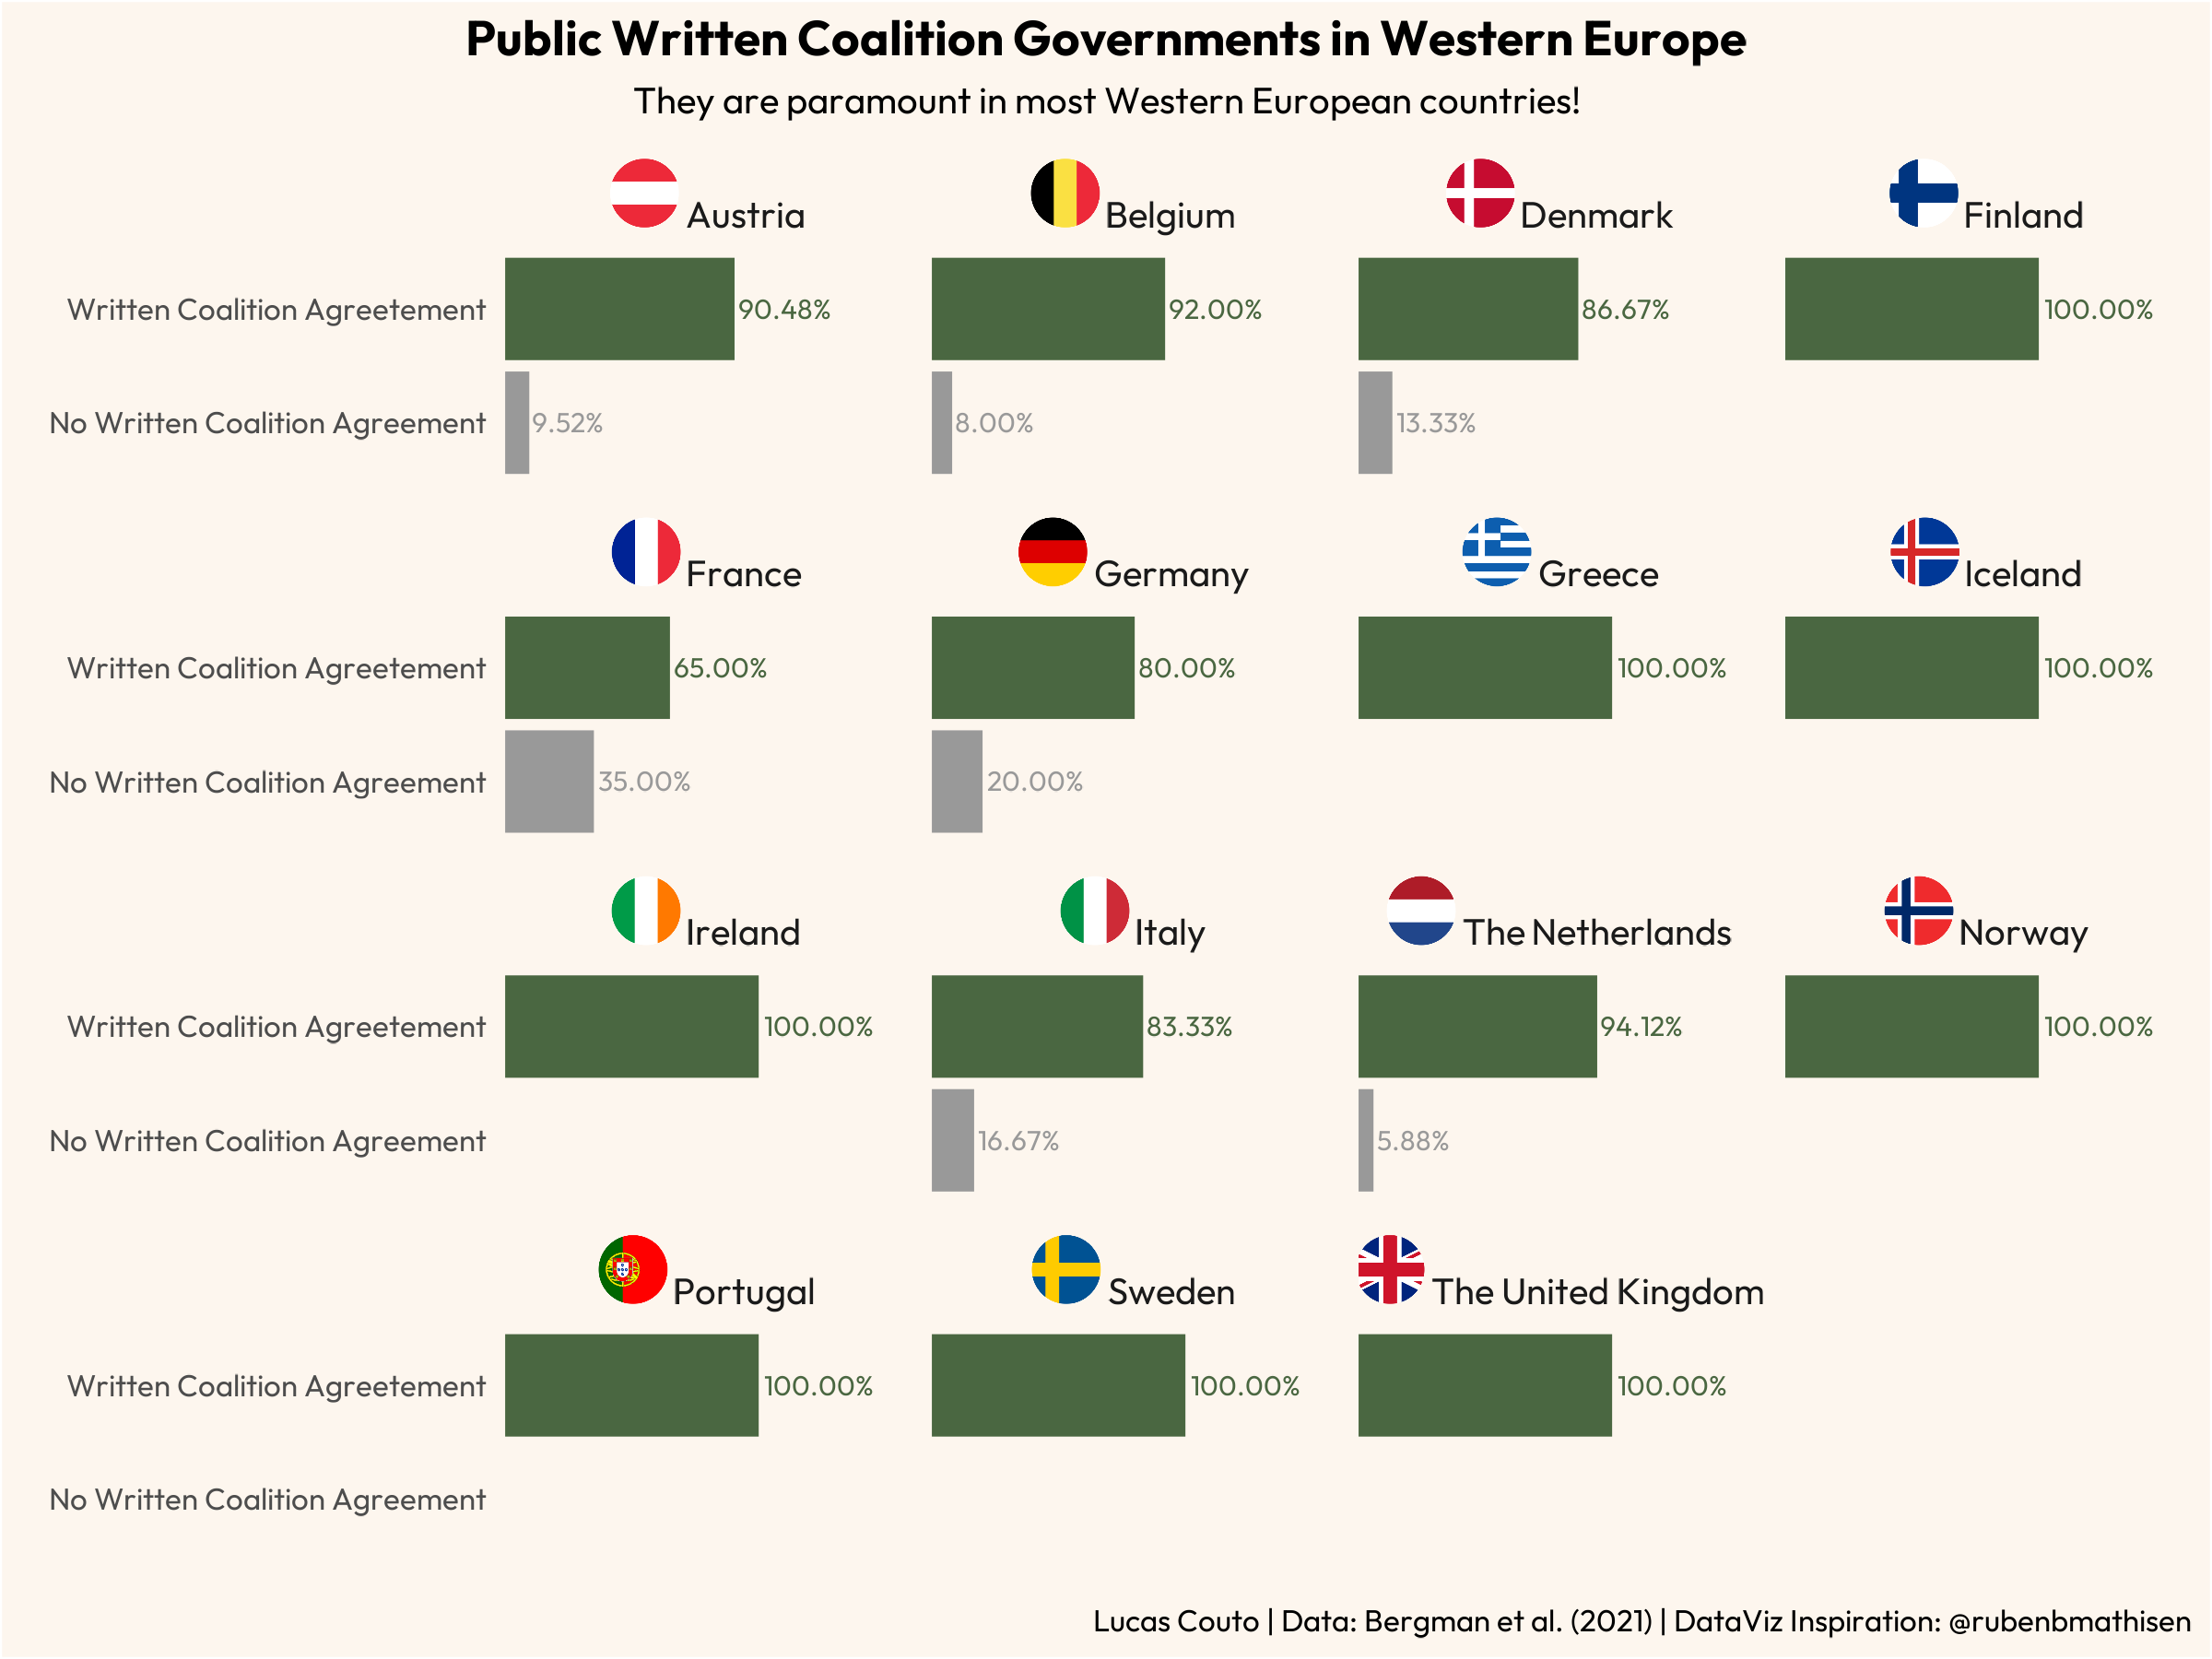 Public Written Coalition Governments in Western Europe
They are paramount in most Western European countries!
Austria Belgium Denmark Finland
Written Coalition Agreetement 90.48% 92.00% 86.67% 100.00%
No Written Coalition Agreement 9.52% 8.00% 13.33%
France Germany Greece Iceland
Written Coalition Agreetement 65.00% 80.00% 100.00% 100.00%
No Written Coalition Agreement 35.00% 20.00%
Ireland Italy The Netherlands Norway
Written Coalition Agreetement 100.00% 83.33% 94.12% 100.00%
No Written Coalition Agreement 16.67% 5.88%
Portugal Sweden The United Kingdom
Written Coalition Agreetement 100.00% 100.00% 100.00%
No Written Coalition Agreement
Lucas Couto | Data: Bergman et al. (2021) | DataViz Inspiration: @rubenbmathisen